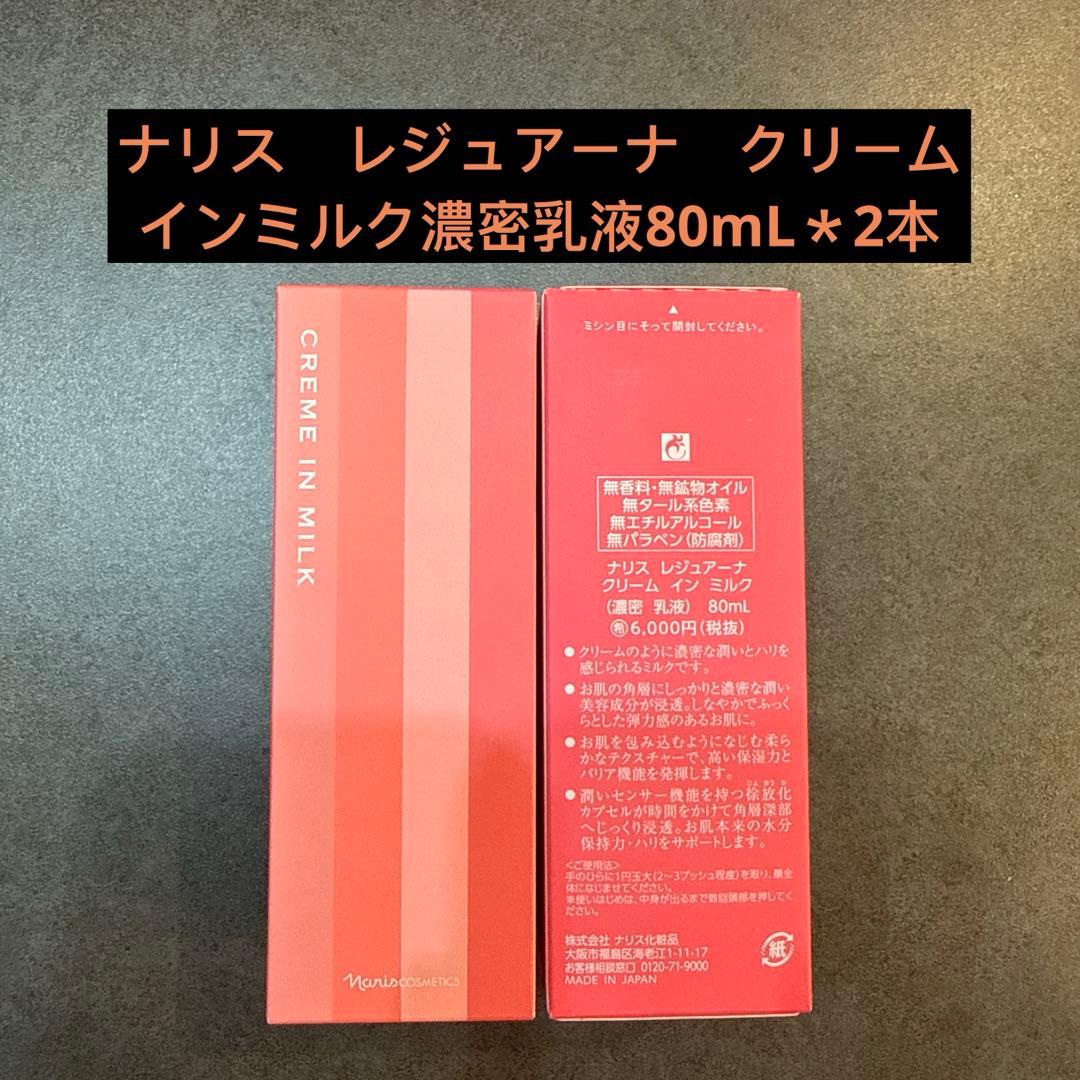 ナリス　レジュアーナ　クリーム
インミルク濃密乳液80mL＊2本
CREME IN MILK
Naris COSMETICS
ミシン目にそって開封してください。
無香料・無鉱物オイル
無タール系色素
無エチルアルコール
無パラベン(防腐剤)
ナリス レジュアーナ
クリーム イン ミルク
(濃密 乳液) 80mL
㊕6,000円(税抜)
●クリームのように濃密な潤いとハリを
感じられるミルクです。
●お肌の角層にしっかりと濃密な潤い
美容成分が浸透。しなやかでふっく
らとした弾力感のあるお肌に。
●お肌を包み込むようになじむ柔ら
かなテクスチャーで、高い保湿力と
バリア機能を発揮します。
●潤いセンサー機能を持つ徐放化
カプセルが時間をかけて角層深部
へじっくり浸透。お肌本来の水分
保持力・ハリをサポートします。
<ご使用法>
手のひらに1円玉大(2〜3プッシュ程度)を取り、顔全
体になじませてください。
※使いはじめは、中身が出るまで数回頭部を押してく
ださい。
株式会社 ナリス化粧品
大阪市福島区海老江1-11-17
お客様相談窓口 0120-71-9000
MADE IN JAPAN
紙